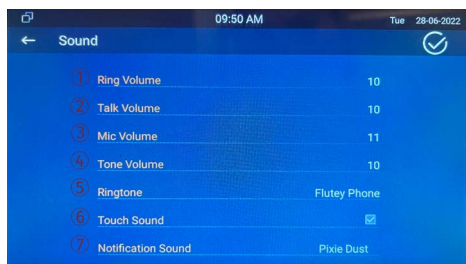 09:50 AM Tue 28-06-2022
Sound
① Ring Volume 10
② Talk Volume 10
③ Mic Volume 11
④ Tone Volume 10
⑤ Ringtone Flutey Phone
⑥ Touch Sound
⑦ Notification Sound Pixie Dust